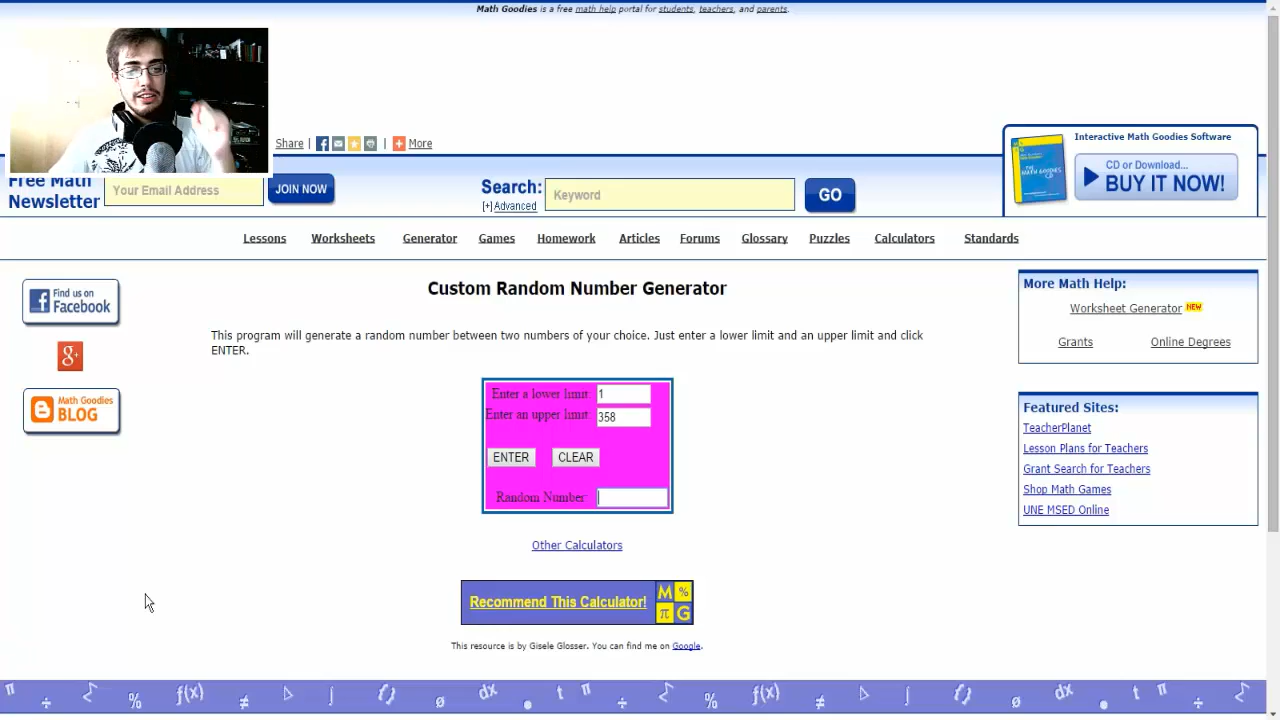 Math Goodies is a free math help portal for students, teachers, and parents.
Share | More
Interactive Math Goodies Software
CD or Download...
BUY IT NOW!
THE MATH GOODIES CD
Free Math
Newsletter
Your Email Address
JOIN NOW
Search:
[+] Advanced
Keyword
GO
Lessons Worksheets Generator Games Homework Articles Forums Glossary Puzzles Calculators Standards
Find us on
Facebook
g+
Math Goodies
BLOG
Custom Random Number Generator
This program will generate a random number between two numbers of your choice. Just enter a lower limit and an upper limit and click
ENTER.
Enter a lower limit: 1
Enter an upper limit: 358
ENTER CLEAR
Random Number:
Other Calculators
Recommend This Calculator!
M %
π G
This resource is by Gisele Glosser. You can find me on Google.
More Math Help:
Worksheet Generator NEW
Grants Online Degrees
Featured Sites:
TeacherPlanet
Lesson Plans for Teachers
Grant Search for Teachers
Shop Math Games
UNE MSED Online